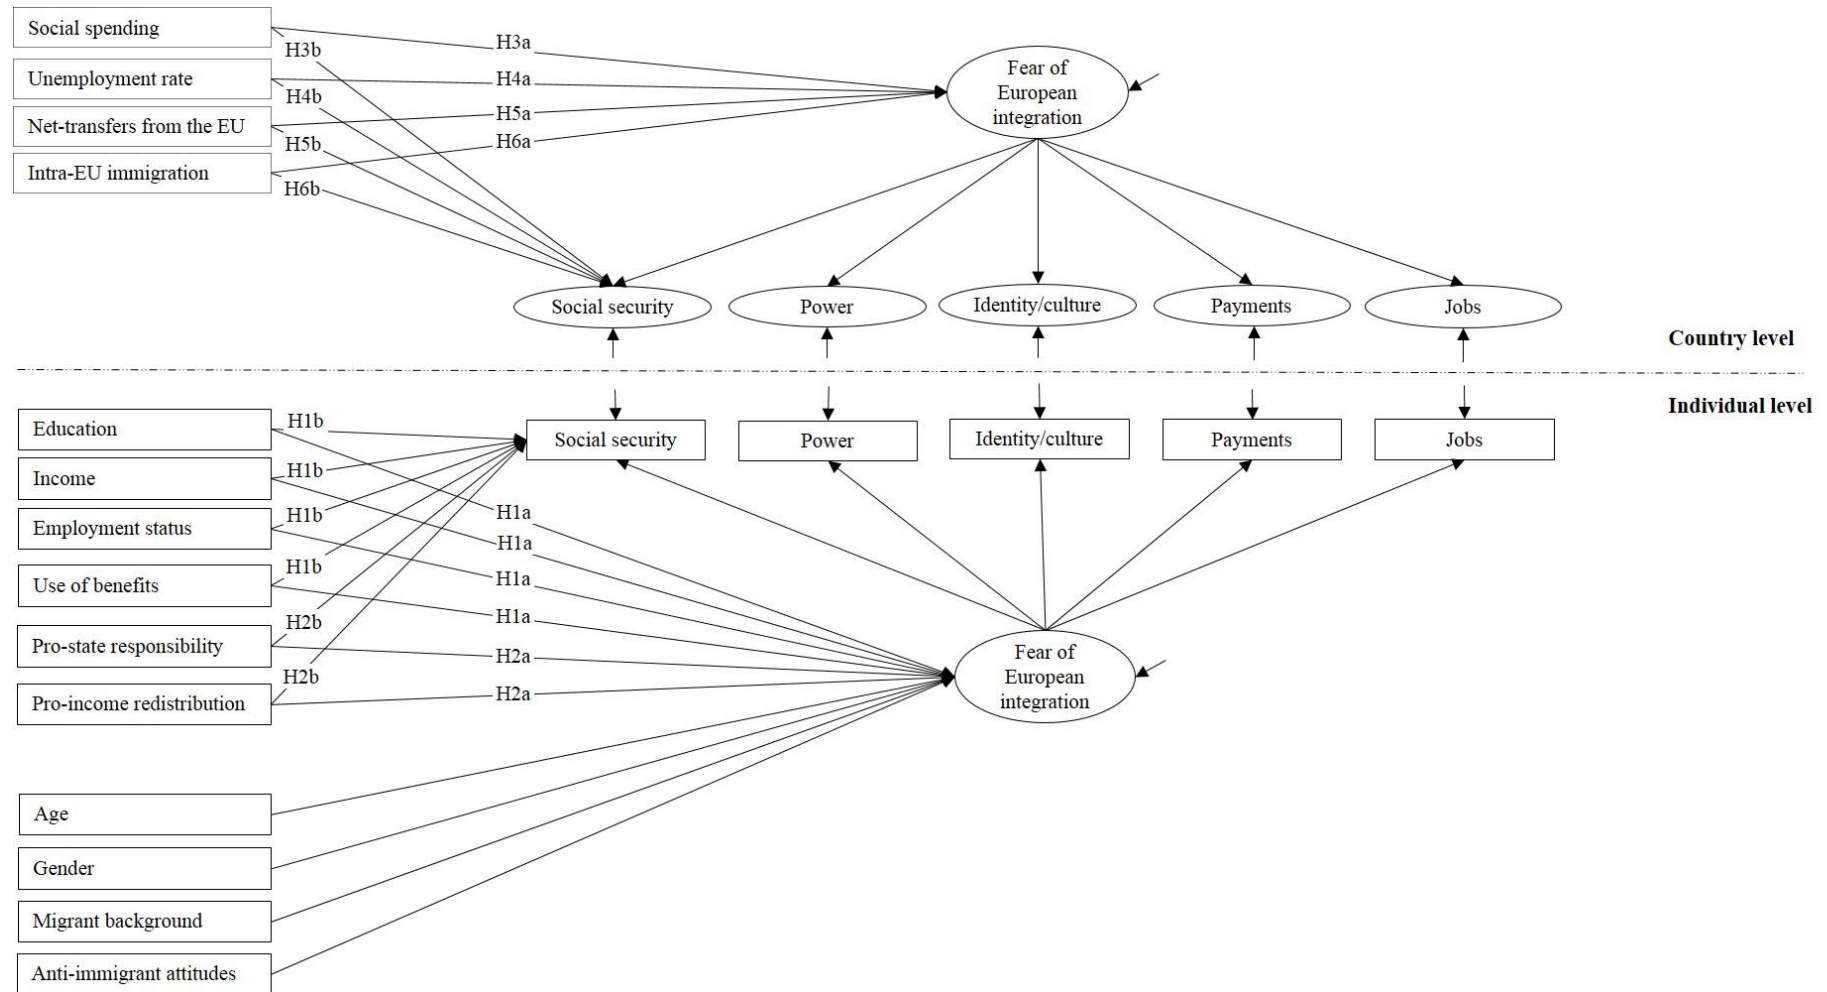 Social spending
H3b
H3a
Unemployment rate
H4b
H4a
Net-transfers from the EU
H5b
H5a
Intra-EU immigration
H6b
H6a
Fear of
European
integration
Social security
Power
Identity/culture
Payments
Jobs
Country level
Individual level
Education
H1b
Social security
Power
Identity/culture
Payments
Jobs
Income
H1b
Employment status
H1b
H1a
H1a
Use of benefits
H1b
H1a
H1a
Pro-state responsibility
H2b
H2a
Pro-income redistribution
H2b
H2a
Fear of
European
integration
Age
Gender
Migrant background
Anti-immigrant attitudes